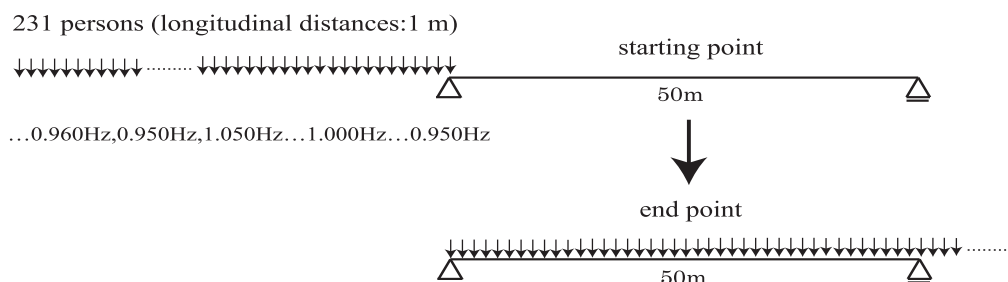 231 persons (longitudinal distances:1 m)
starting point
50m
...0.960Hz,0.950Hz,1.050Hz...1.000Hz...0.950Hz
end point
50m